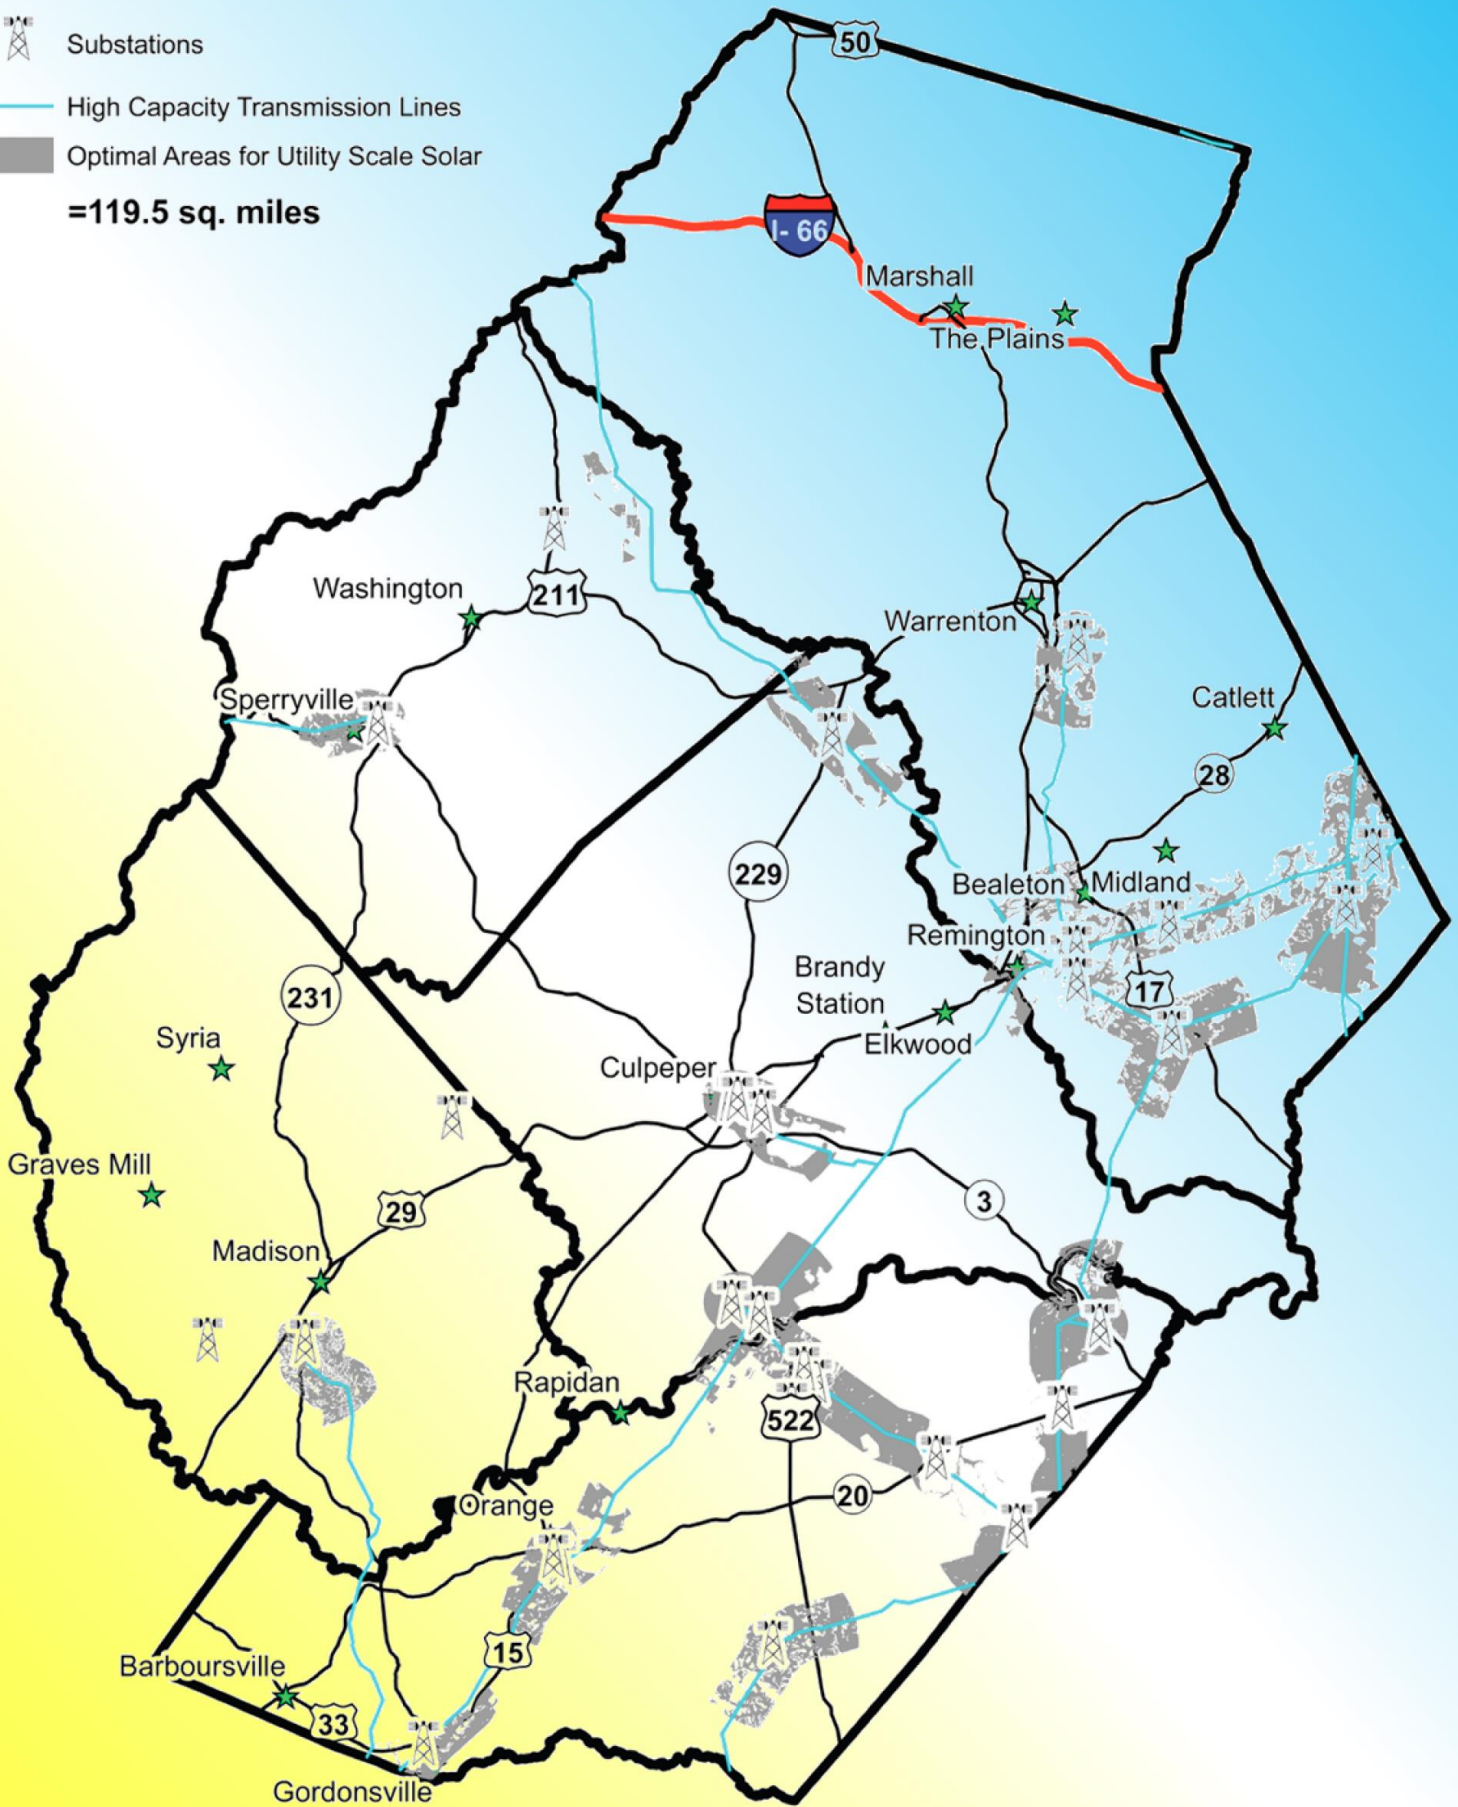 Substations
50
High Capacity Transmission Lines
Optimal Areas for Utility Scale Solar
=119.5 sq. miles
I- 66
Marshall
The Plains
Washington
211
Warrenton
Sperryville
Catlett
28
229
Bealeton
Midland
Remington
Brandy
Station
231
17
Syria
Elkwood
Culpeper
Graves Mill
29
3
Madison
Rapidan
522
Orange
20
15
Barboursville
33
Gordonsville